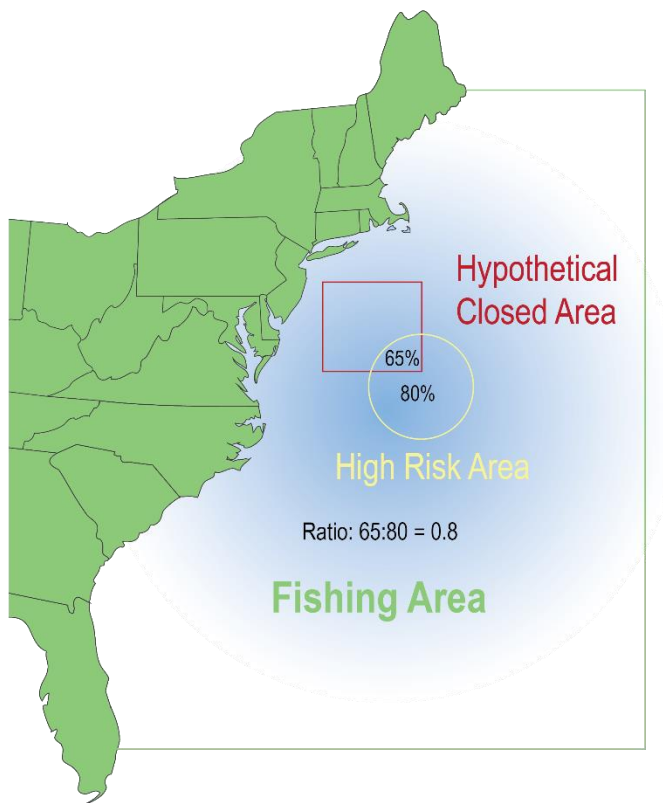 Hypothetical
Closed Area
65%
80%
High Risk Area
Ratio: 65:80 = 0.8
Fishing Area